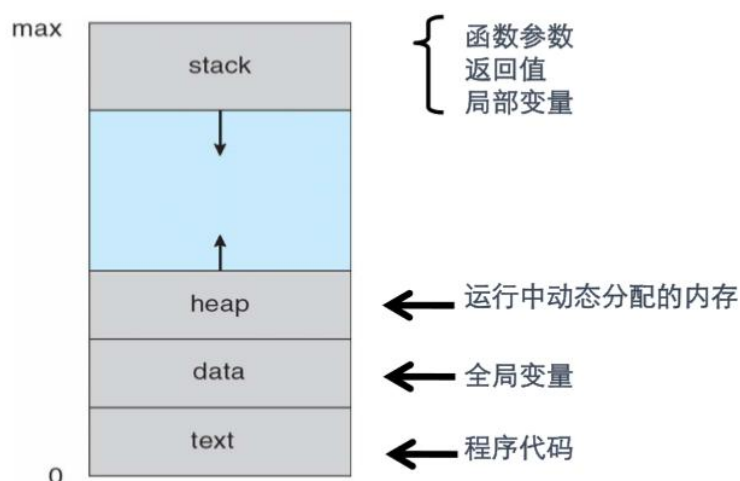 max
stack
函数参数
返回值
局部变量
heap
运行中动态分配的内存
data
全局变量
text
程序代码
0